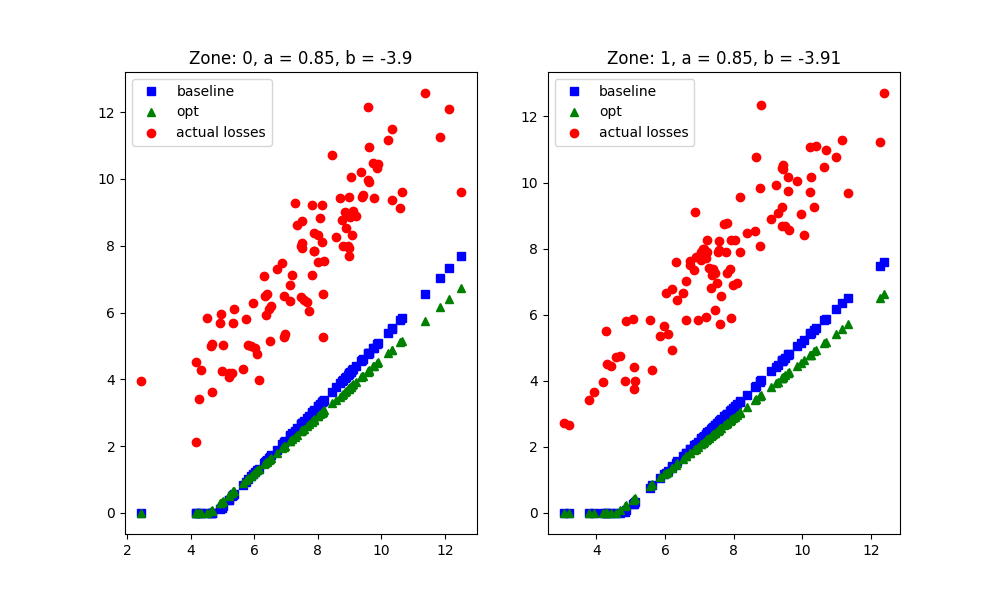 Zone: 0, a = 0.85, b = -3.9
baseline
opt
actual losses
12
10
8
6
4
2
0
2 4 6 8 10 12
Zone: 1, a = 0.85, b = -3.91
baseline
opt
actual losses
12
10
8
6
4
2
0
4 6 8 10 12